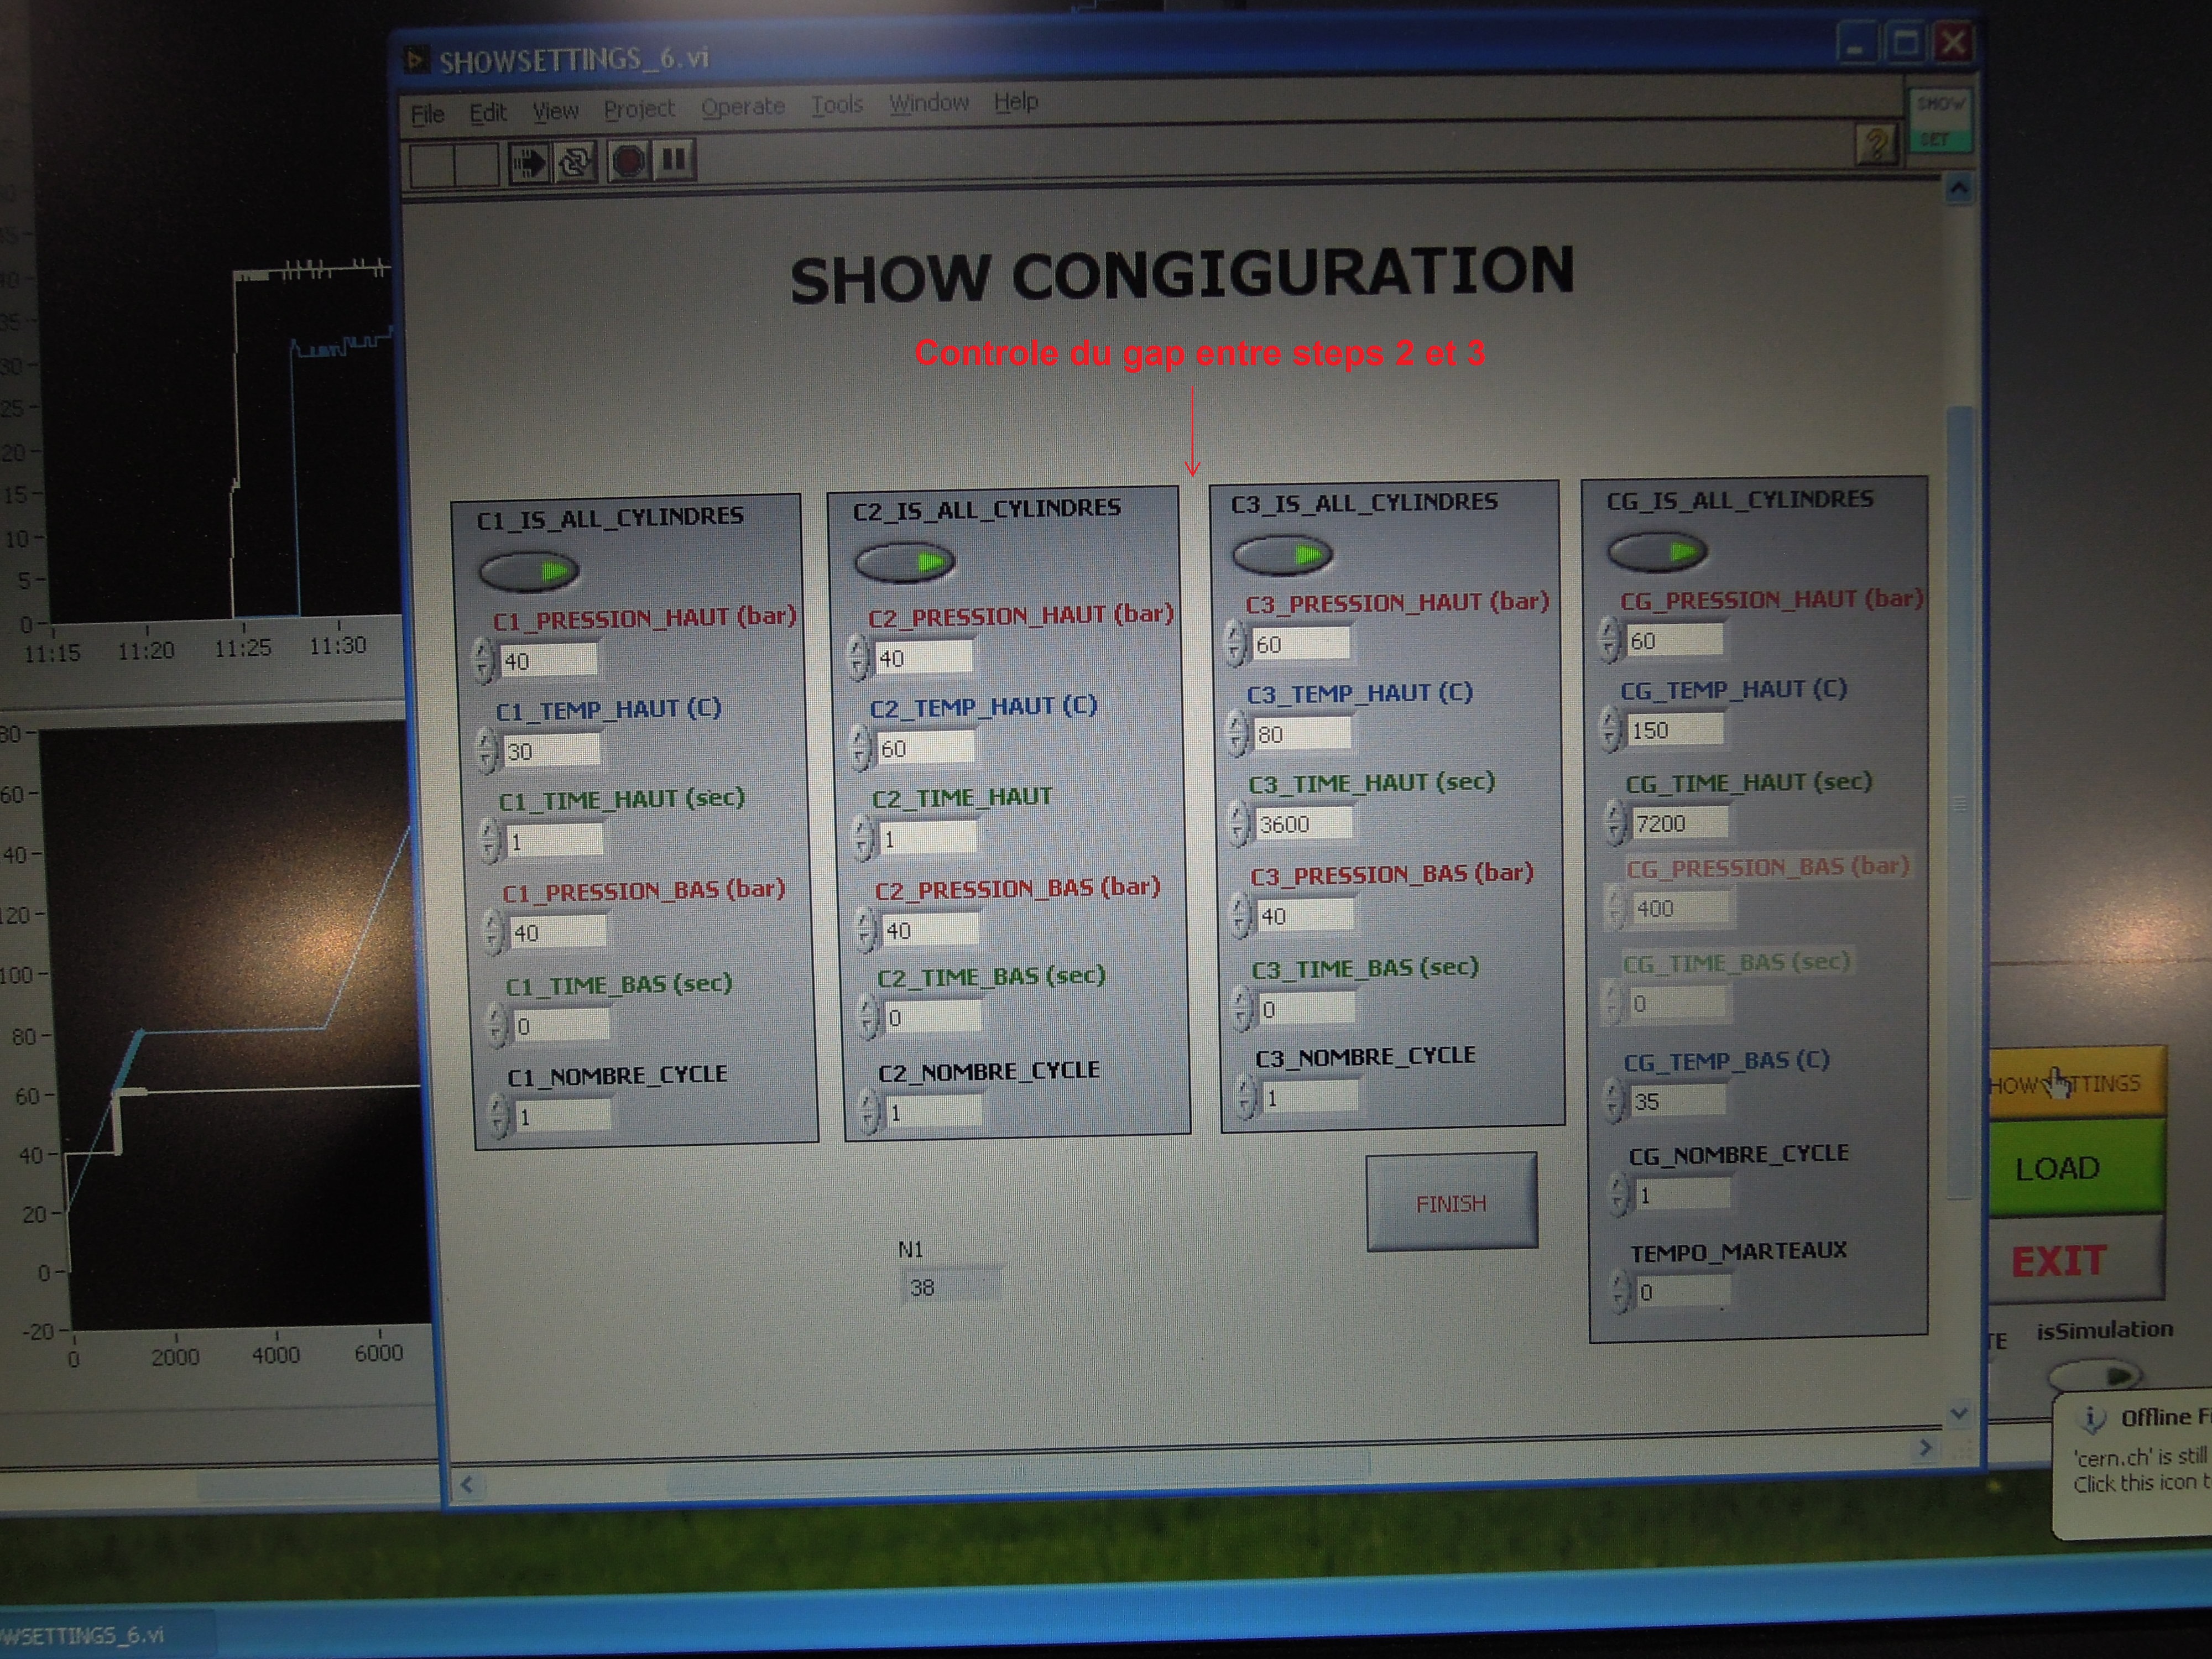 SHOWSETTINGS_6.vi
File Edit View Project Operate Tools Window Help
SHOW
SET
SHOW CONGIGURATION
Controle du gap entre steps 2 et 3
C1_IS_ALL_CYLINDRES
C1_PRESSION_HAUT (bar)
40
C1_TEMP_HAUT (C)
30
C1_TIME_HAUT (sec)
1
C1_PRESSION_BAS (bar)
40
C1_TIME_BAS (sec)
0
C1_NOMBRE_CYCLE
1
C2_IS_ALL_CYLINDRES
C2_PRESSION_HAUT (bar)
40
C2_TEMP_HAUT (C)
60
C2_TIME_HAUT
1
C2_PRESSION_BAS (bar)
40
C2_TIME_BAS (sec)
0
C2_NOMBRE_CYCLE
1
C3_IS_ALL_CYLINDRES
C3_PRESSION_HAUT (bar)
60
C3_TEMP_HAUT (C)
80
C3_TIME_HAUT (sec)
3600
C3_PRESSION_BAS (bar)
40
C3_TIME_BAS (sec)
0
C3_NOMBRE_CYCLE
1
CG_IS_ALL_CYLINDRES
CG_PRESSION_HAUT (bar)
60
CG_TEMP_HAUT (C)
150
CG_TIME_HAUT (sec)
7200
CG_PRESSION_BAS (bar)
400
CG_TIME_BAS (sec)
0
CG_TEMP_BAS (C)
35
CG_NOMBRE_CYCLE
1
TEMPO_MARTEAUX
0
FINISH
N1
38
35
30
25
20
15
10
5
0
11:15 11:20 11:25 11:30
80
60
40
120
100
80
60
40
20
0
-20
0 2000 4000 6000
LOAD
EXIT
TE isSimulation
Offline Fi
'cern.ch' is still
Click this icon t
WSETTINGS_6.vi